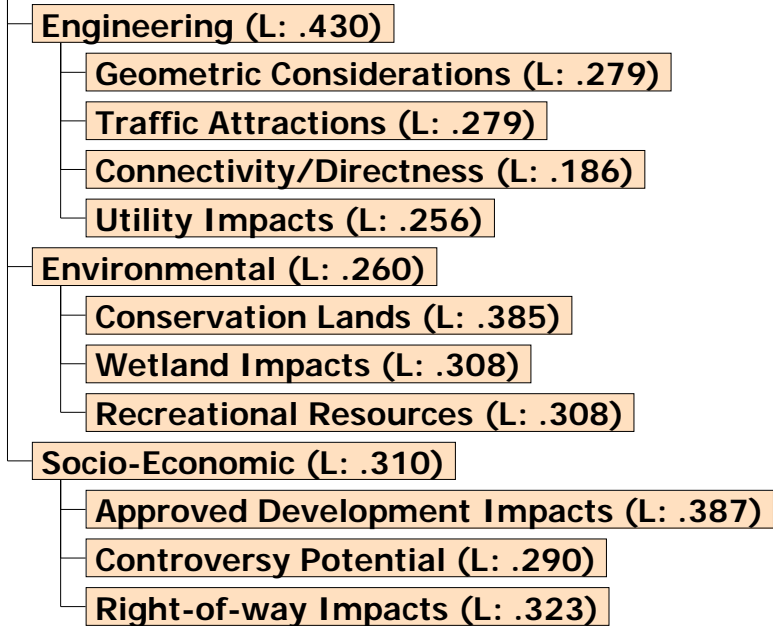 Engineering (L: .430)
Geometric Considerations (L: .279)
Traffic Attractions (L: .279)
Connectivity/Directness (L: .186)
Utility Impacts (L: .256)
Environmental (L: .260)
Conservation Lands (L: .385)
Wetland Impacts (L: .308)
Recreational Resources (L: .308)
Socio-Economic (L: .310)
Approved Development Impacts (L: .387)
Controversy Potential (L: .290)
Right-of-way Impacts (L: .323)